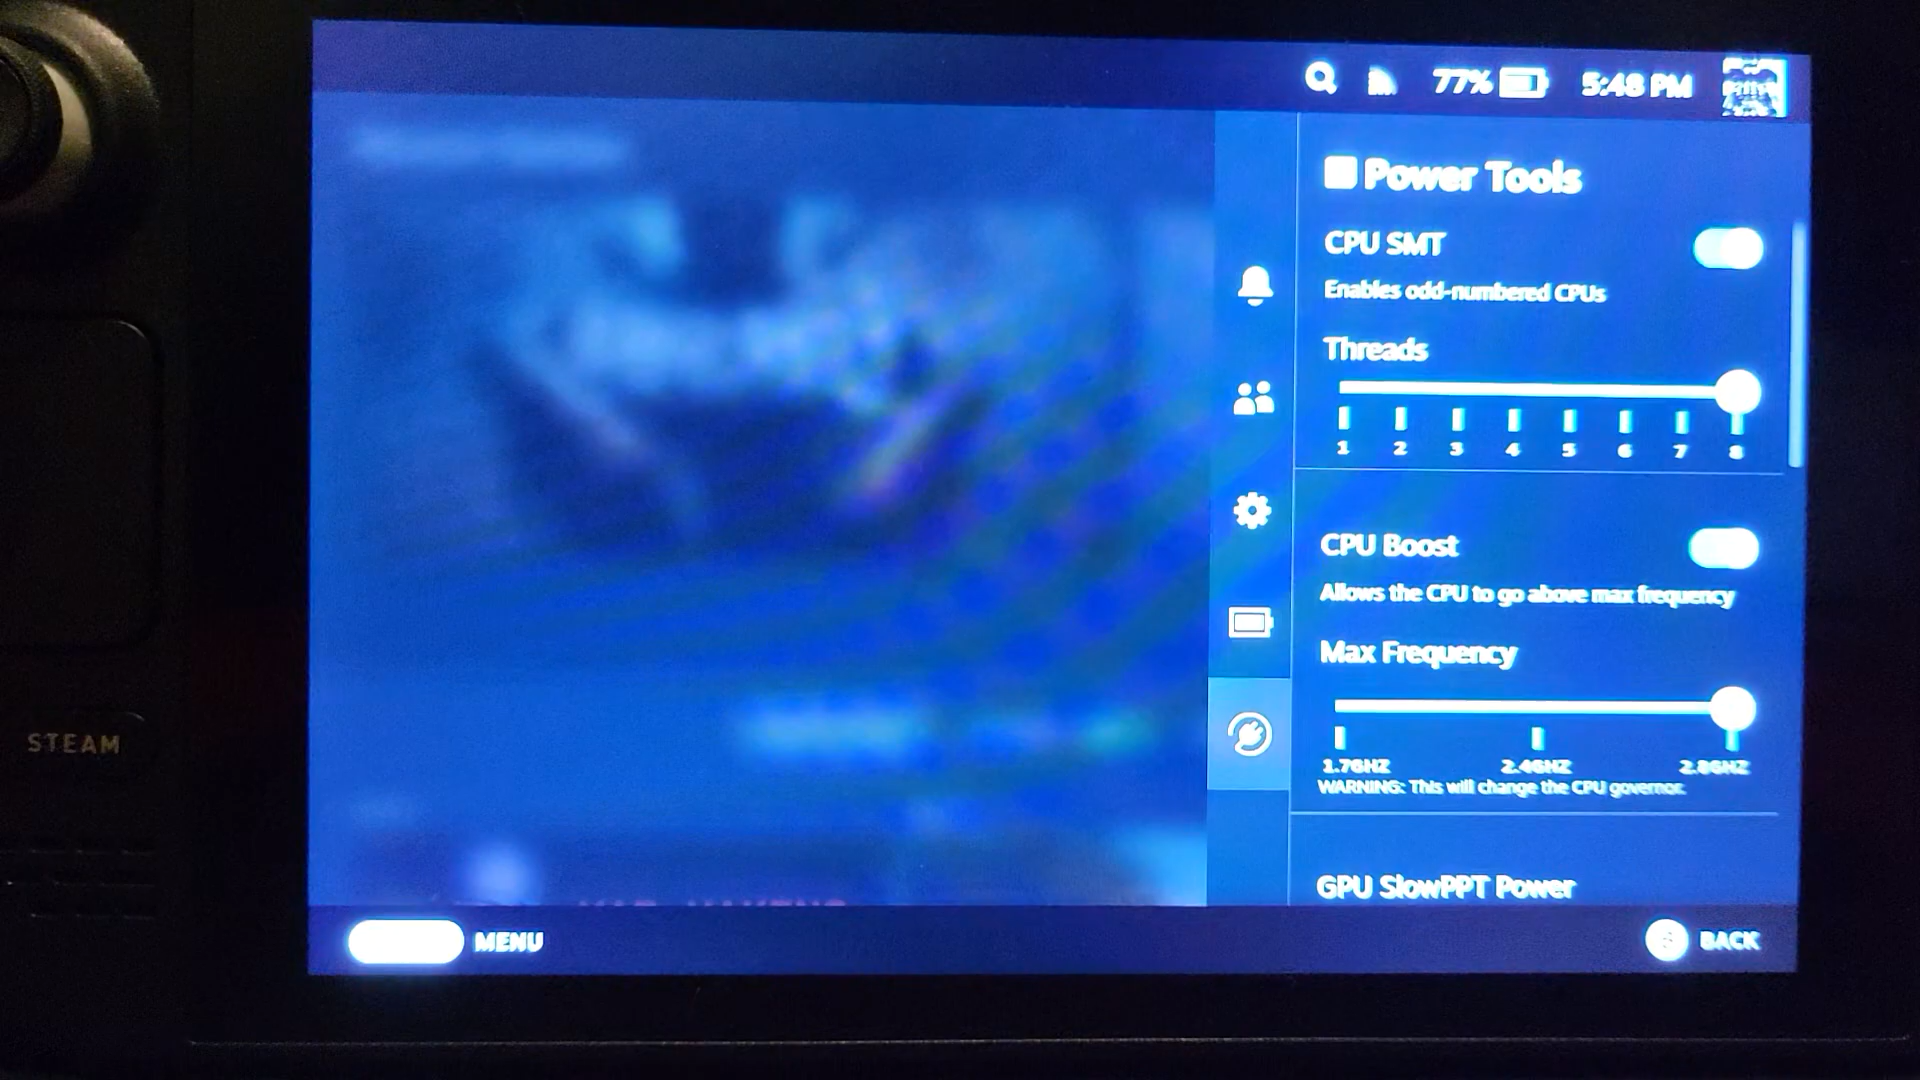 77%
5:48 PM
Power Tools
CPU SMT
Enables odd-numbered CPUs
Threads
1 2 3 4 5 6 7 8
CPU Boost
Allows the CPU to go above max frequency
Max Frequency
1.7GHZ 2.4GHZ 2.8GHZ
WARNING: This will change the CPU governor.
GPU SlowPPT Power
STEAM
MENU
BACK